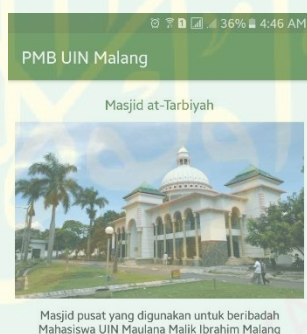 36% 4:46 AM
PMB UIN Malang
Masjid at-Tarbiyah
Masjid pusat yang digunakan untuk beribadah
Mahasiswa UIN Maulana Malik Ibrahim Malang